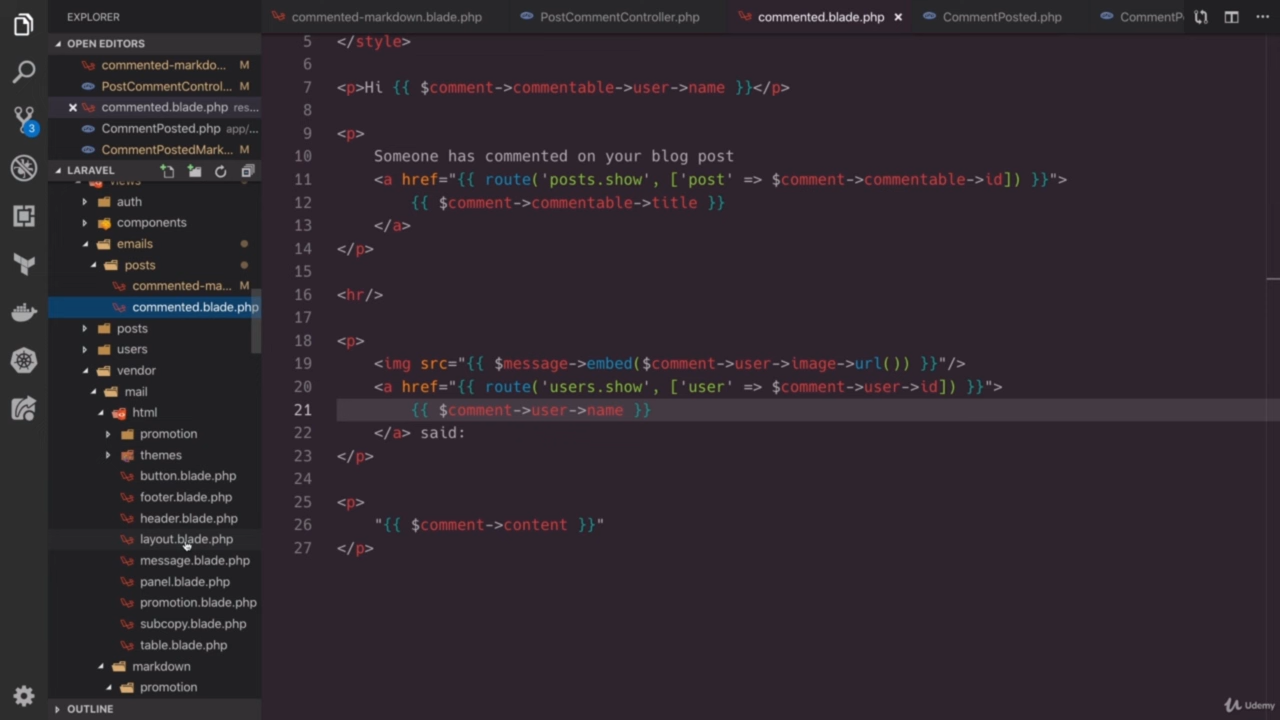 EXPLORER
commented-markdown.blade.php
PostCommentController.php
commented.blade.php ×
CommentPosted.php
CommentP
OPEN EDITORS
commented-markdo... M
PostCommentControl... M
× commented.blade.php res...
CommentPosted.php app/...
CommentPostedMark... M
3
LARAVEL
views
auth
components
emails
posts
commented-ma... M
commented.blade.php
posts
users
vendor
mail
html
promotion
themes
button.blade.php
footer.blade.php
header.blade.php
layout.blade.php
message.blade.php
panel.blade.php
promotion.blade.php
subcopy.blade.php
table.blade.php
markdown
promotion
OUTLINE
5 </style>
6
7 <p>Hi {{ $comment->commentable->user->name }}</p>
8
9 <p>
10 Someone has commented on your blog post
11 <a href="{{ route('posts.show', ['post' => $comment->commentable->id]) }}">
12 {{ $comment->commentable->title }}
13 </a>
14 </p>
15
16 <hr/>
17
18 <p>
19 <img src="{{ $message->embed($comment->user->image->url()) }}"/>
20 <a href="{{ route('users.show', ['user' => $comment->user->id]) }}">
21 {{ $comment->user->name }}
22 </a> said:
23 </p>
24
25 <p>
26 "{{ $comment->content }}"
27 </p>
Udemy